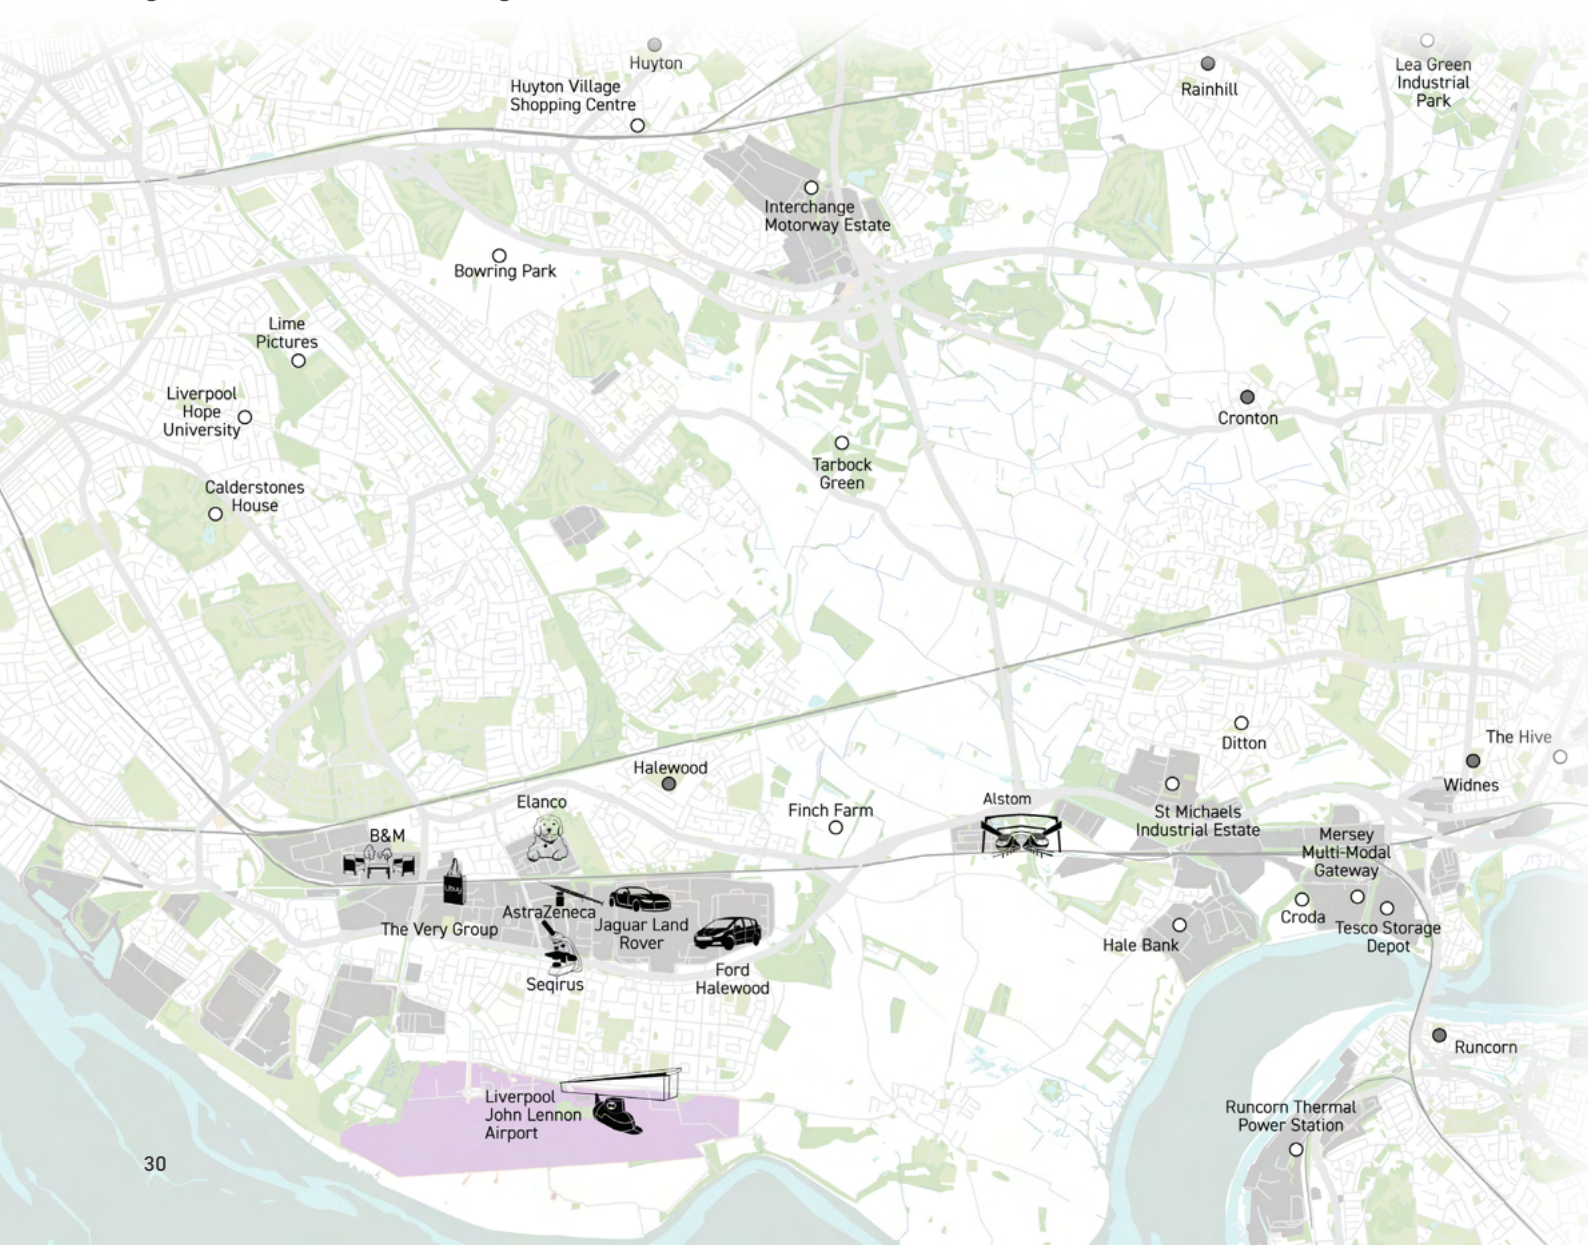 Huyton
Huyton Village
Shopping Centre
Rainhill
Lea Green
Industrial
Park
Interchange
Motorway Estate
Bowring Park
Lime
Pictures
Liverpool
Hope
University
Cronton
Tarbock
Green
Calderstones
House
Ditton
The Hive
Widnes
Halewood
Elanco
Finch Farm
Alstom
St Michaels
Industrial Estate
B&M
Mersey
Multi-Modal
Gateway
The Very Group
AstraZeneca
Jaguar Land
Rover
Croda
Tesco Storage
Depot
Hale Bank
Seqirus
Ford
Halewood
Runcorn
Liverpool
John Lennon
Airport
Runcorn Thermal
Power Station
30